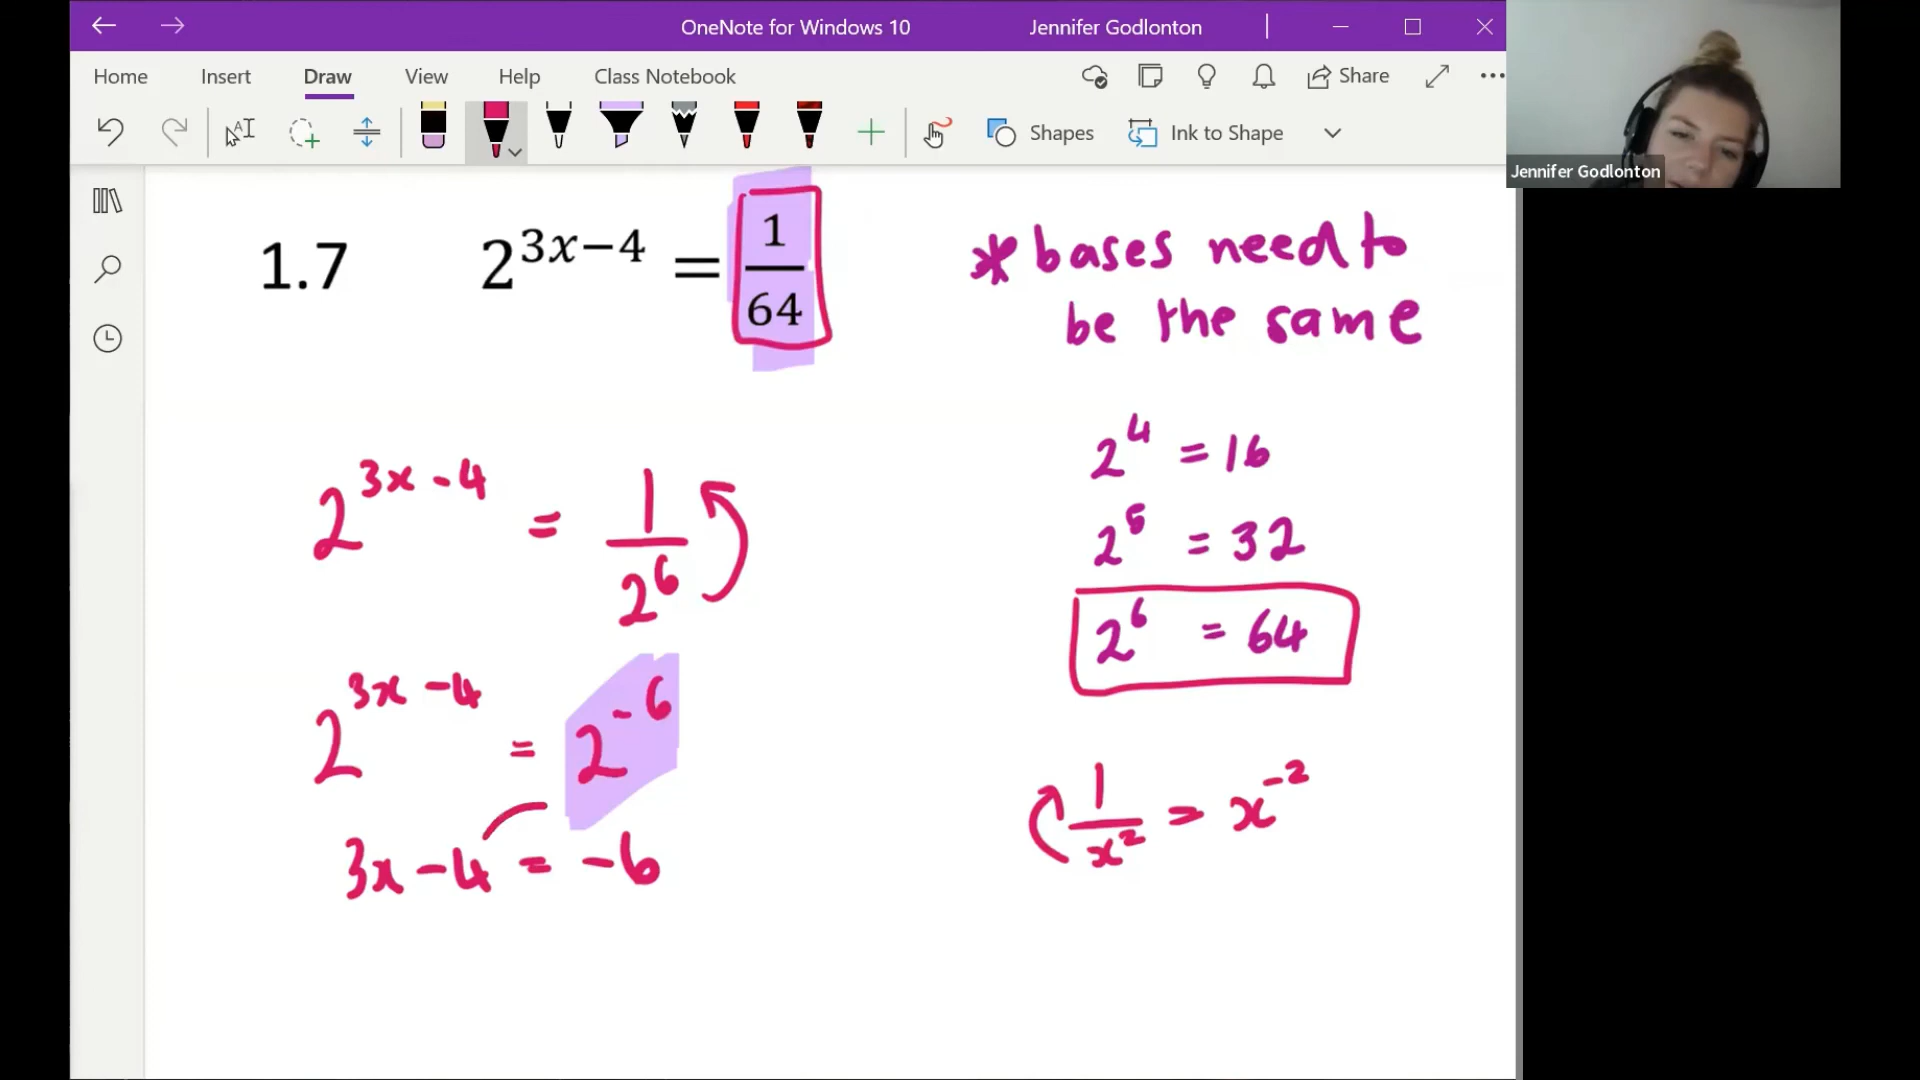 OneNote for Windows 10 Jennifer Godlonton
Home Insert Draw View Help Class Notebook Share
Shapes Ink to Shape
Jennifer Godlonton
1.7 2^{3x−4} = \frac{1}{64}
* bases need to
be the same
2^4 = 16
2^{3x-4} = \frac{1}{2^6}
2^5 = 32
2^6 = 64
2^{3x-4} = 2^{-6}
\frac{1}{x^2} = x^{-2}
3x-4 = -6